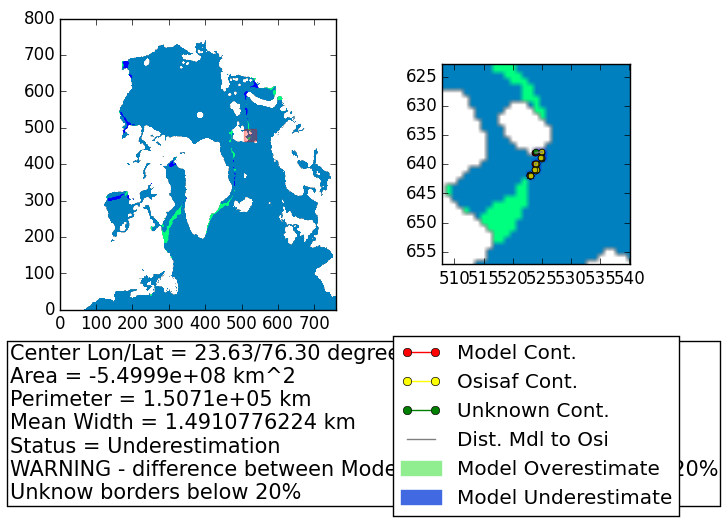 800
700
600
500
400
300
200
100
0
0 100 200 300 400 500 600 700
625
630
635
640
645
650
655
510 515 520 525 530 535 540
Center Lon/Lat = 23.63/76.30
Area = -5.4999e+08 km^2
Perimeter = 1.5071e+05 km
Mean Width = 1.4910776224 km
Status = Underestimation
WARNING - difference between 20%
Unknow borders below 20%
Model Cont.
Osisaf Cont.
Unknown Cont.
Dist. Mdl to Osi
Model Overestimate
Model Underestimate